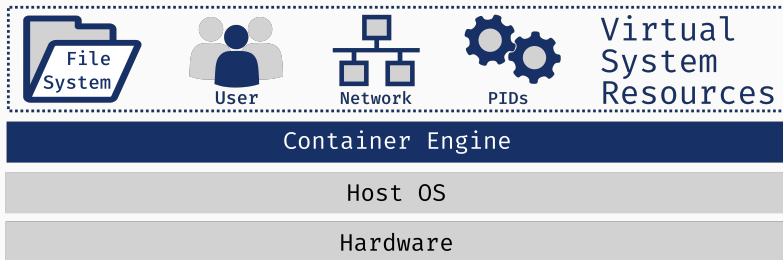 File
System
User
Network
PIDs
Virtual
System
Resources
Container Engine
Host OS
Hardware